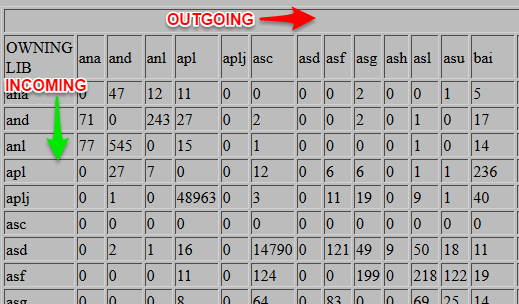 OUTGOING
OWNING LIB ana and anl apl aplj asc asd asf asg ash asl asu bai
INCOMING
ana 0 47 12 11 0 0 0 0 2 0 0 1 5
and 71 0 243 27 0 2 0 0 2 0 1 0 17
anl 77 545 0 15 0 1 0 0 0 0 1 0 14
apl 0 27 7 0 0 12 0 6 6 0 1 1 236
aplj 0 1 0 48963 0 3 0 11 19 0 9 1 40
asc 0 0 0 0 0 0 0 0 0 0 0 0 0
asd 0 2 1 16 0 14790 0 121 49 9 50 18 11
asf 0 0 0 11 0 124 0 0 199 0 218 122 19
asg 0 0 0 8 0 64 0 83 0 0 69 25 14